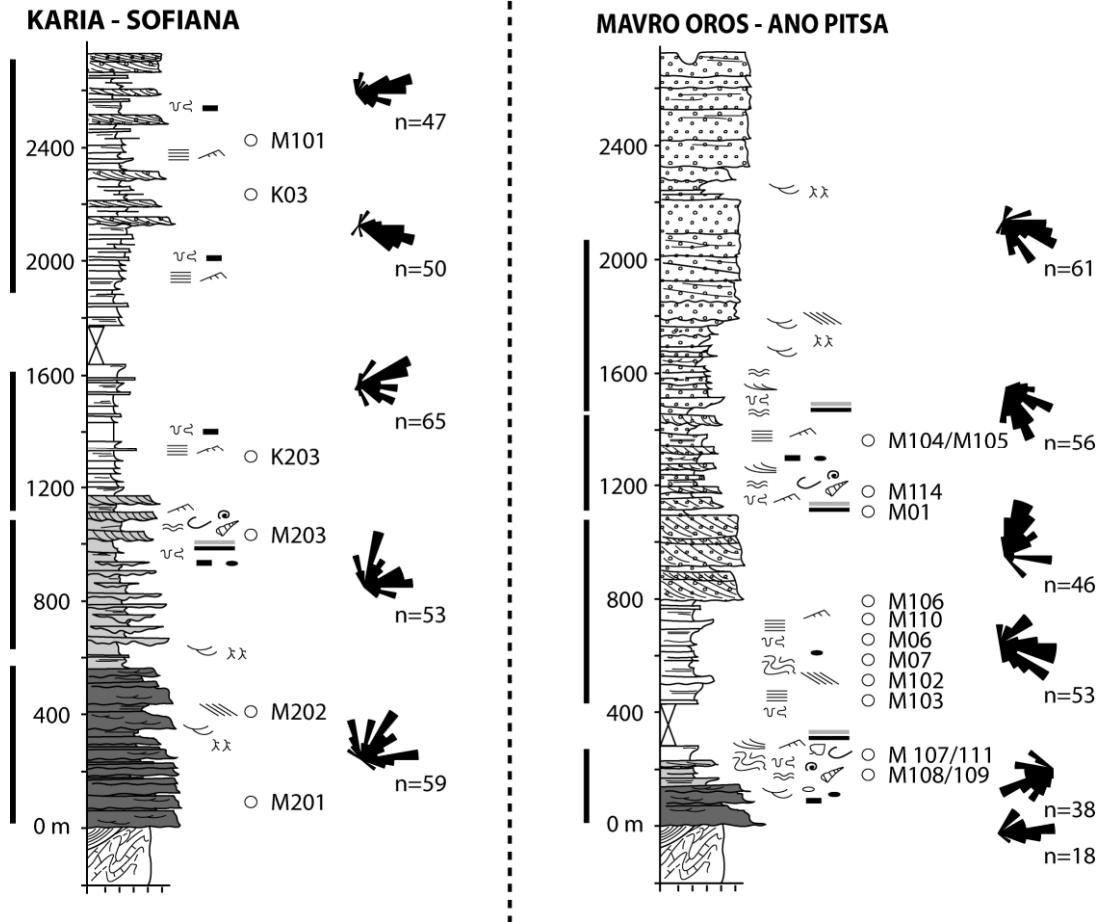 KARIA - SOFIANA
n=47
2400
M101
K03
n=50
2000
1600
n=65
K203
1200
M203
n=53
800
400
M202
n=59
M201
0 m
MAVRO OROS - ANO PITSA
2400
2000
n=61
1600
n=56
M104/M105
1200
M114
M01
n=46
800
M106
M110
M06
M07
M102
n=53
M103
400
M 107/111
M108/109
n=38
0 m
n=18